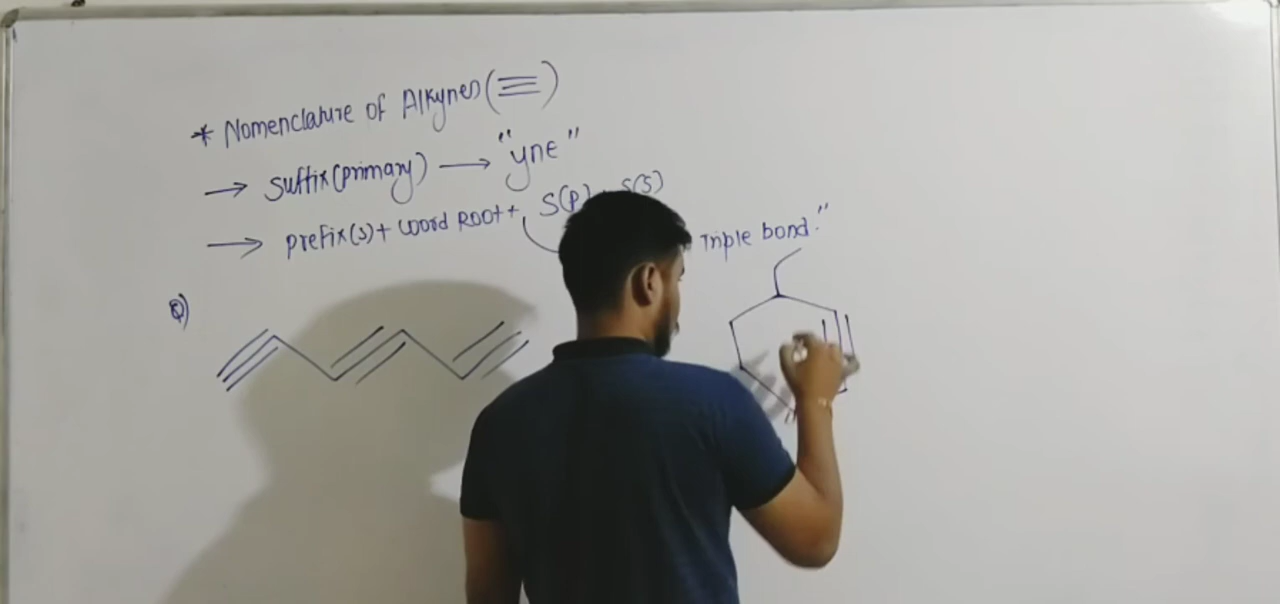 * Nomenclature of Alkynes (≡)
→ suffix (primary) → "yne"
→ prefix(s) + word Root + S(P) S(S)
Triple bond."
Q)